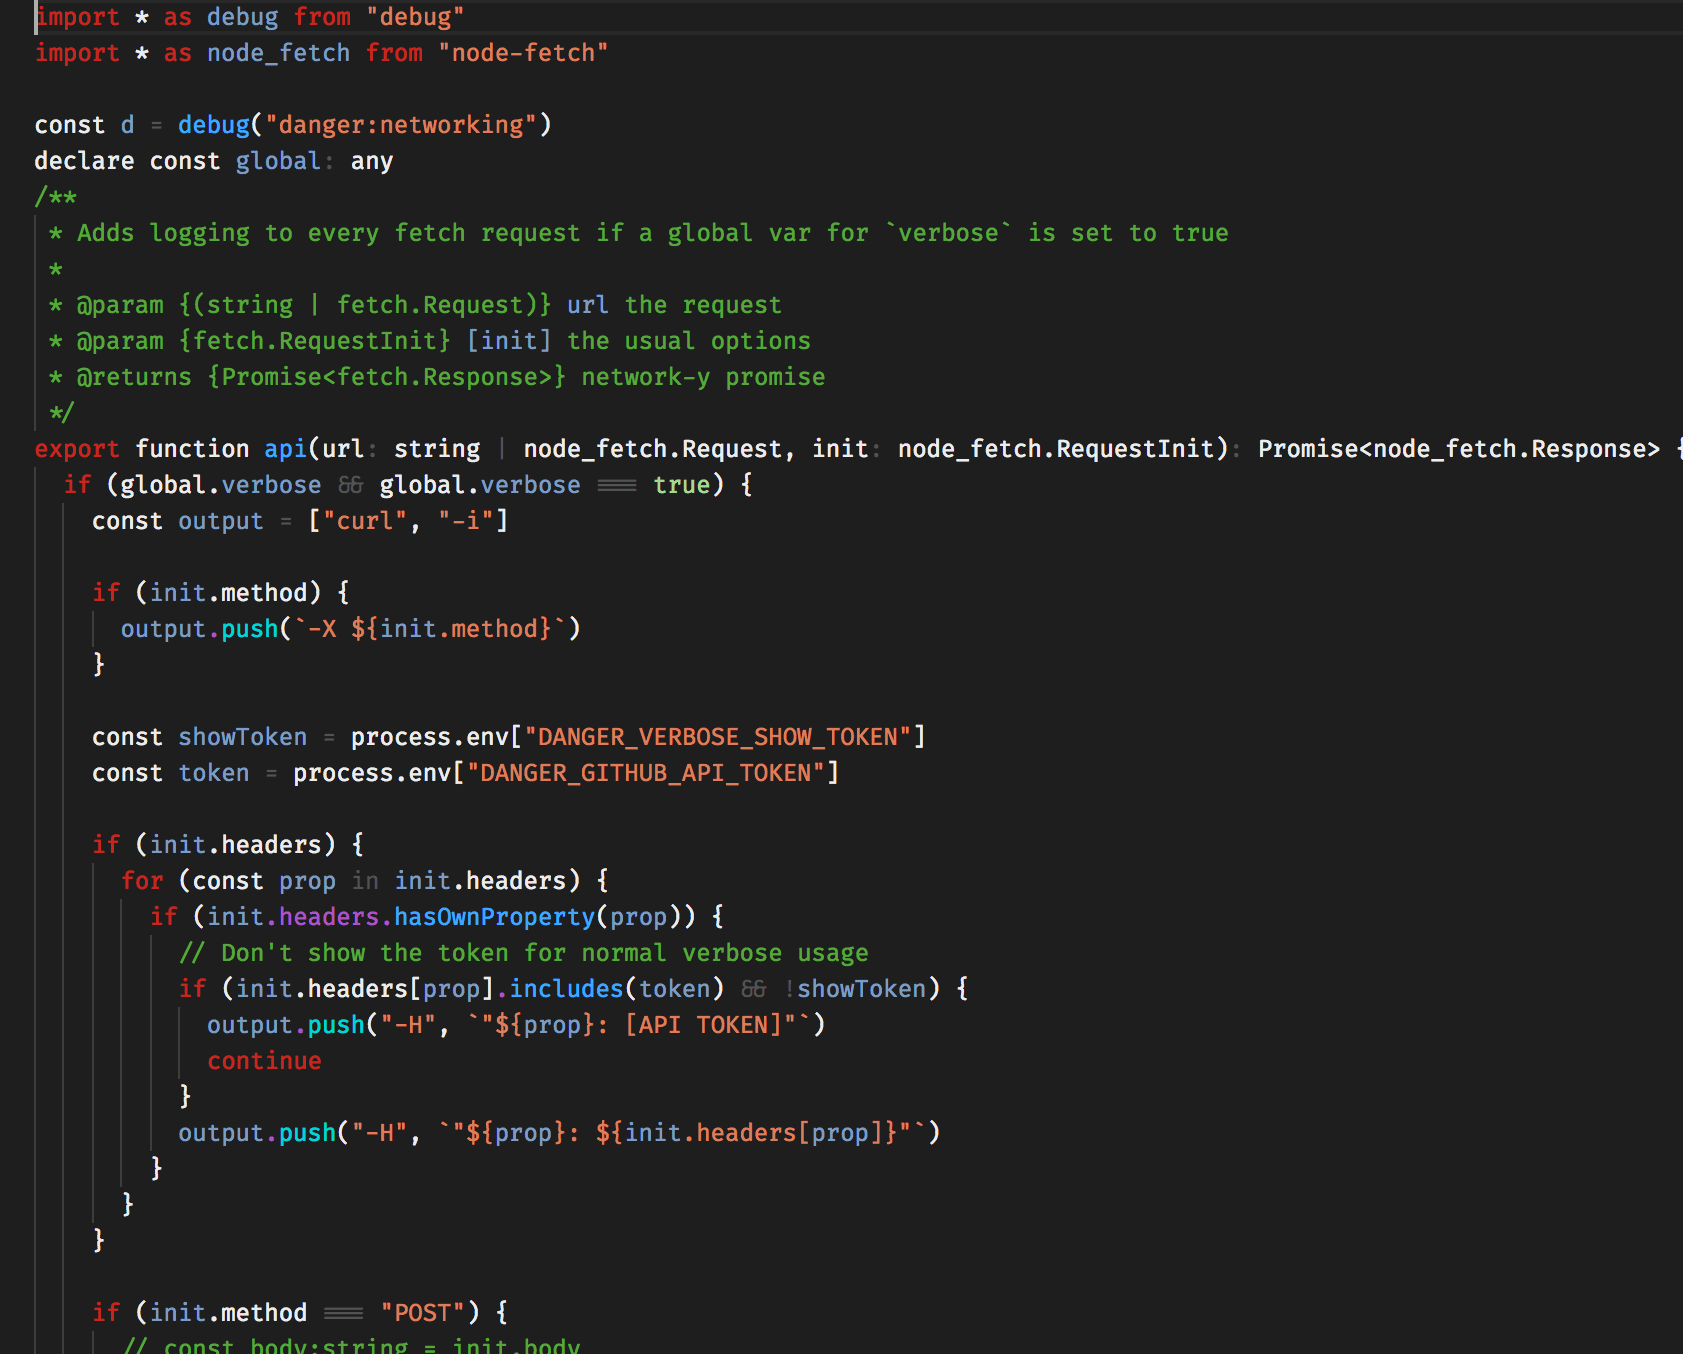 import * as debug from "debug"
import * as node_fetch from "node-fetch"

const d = debug("danger:networking")
declare const global: any
/**
 * Adds logging to every fetch request if a global var for `verbose` is set to true
 *
 * @param {(string | fetch.Request)} url the request
 * @param {fetch.RequestInit} [init] the usual options
 * @returns {Promise<fetch.Response>} network-y promise
 */
export function api(url: string | node_fetch.Request, init: node_fetch.RequestInit): Promise<node_fetch.Response> {
  if (global.verbose && global.verbose === true) {
    const output = ["curl", "-i"]

    if (init.method) {
      output.push(`-X ${init.method}`)
    }

    const showToken = process.env["DANGER_VERBOSE_SHOW_TOKEN"]
    const token = process.env["DANGER_GITHUB_API_TOKEN"]

    if (init.headers) {
      for (const prop in init.headers) {
        if (init.headers.hasOwnProperty(prop)) {
          // Don't show the token for normal verbose usage
          if (init.headers[prop].includes(token) && !showToken) {
            output.push("-H", `"${prop}: [API TOKEN]"`)
            continue
          }
          output.push("-H", `"${prop}: ${init.headers[prop]}"`)
        }
      }
    }

    if (init.method === "POST") {
      // const body:string = init.body